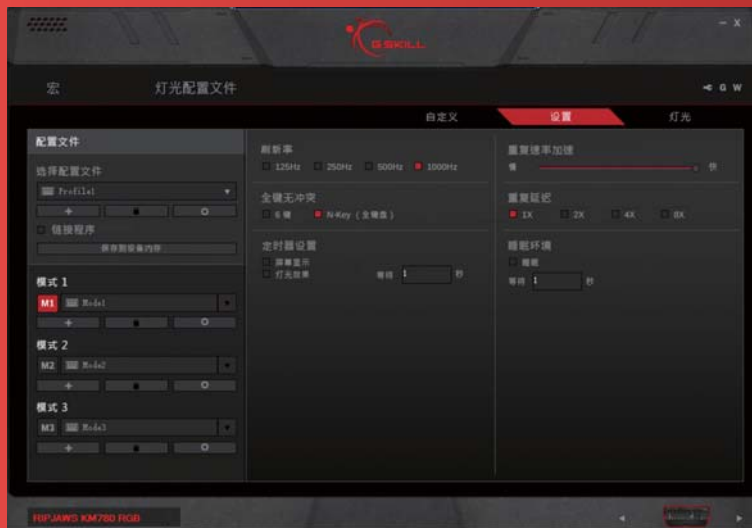 G.SKILL
– X
宏
灯光配置文件
G W
自定义
设置
灯光
配置文件
选择配置文件
Profile1
链接程序
保存到设备内存
模式 1
M1 Mode1
模式 2
M2 Mode2
模式 3
M3 Mode3
刷新率
125Hz 250Hz 500Hz 1000Hz
全键无冲突
6 键 N-Key (全键盘)
定时器设置
屏幕显示
灯光效果 等待 1 秒
重复速率加速
慢 快
重复延迟
1X 2X 4X 8X
睡眠环境
睡眠
等待 1 秒
RIPJAWS KM780 RGB